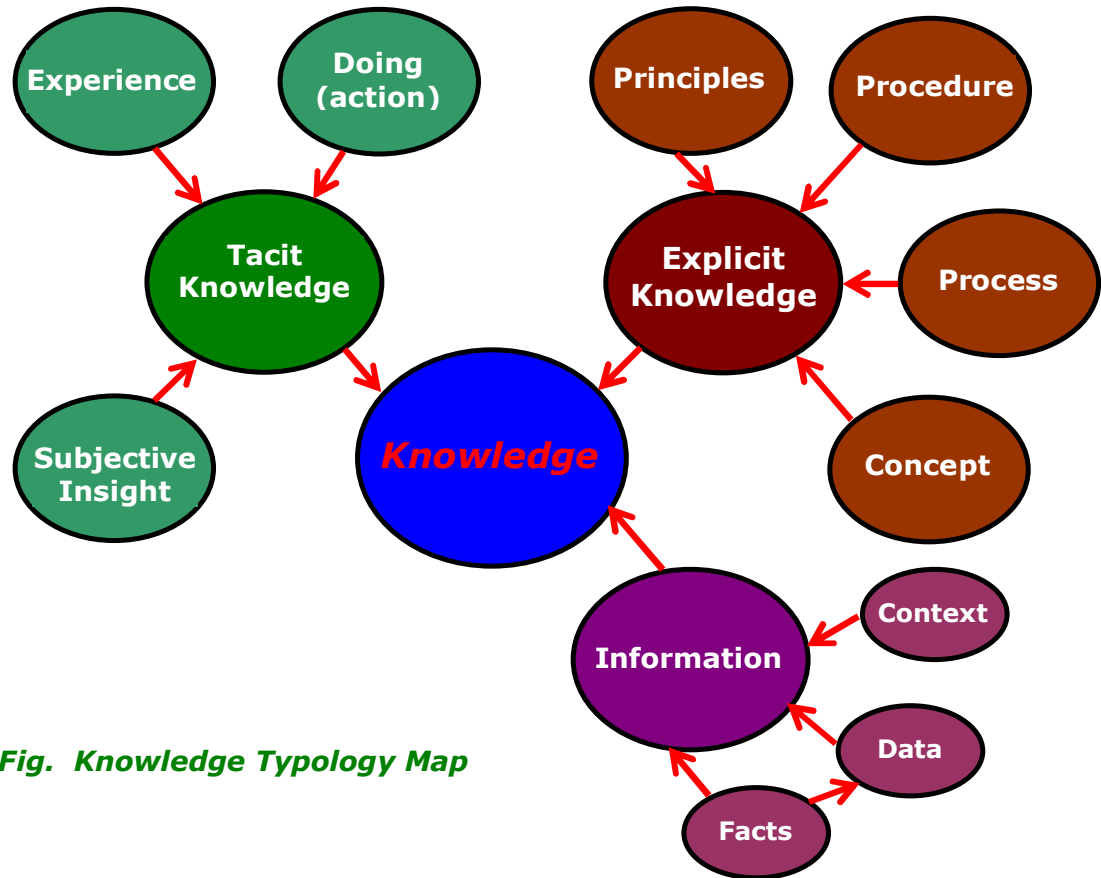 Experience
Doing
(action)
Principles
Procedure
Tacit
Knowledge
Explicit
Knowledge
Process
Subjective
Insight
Knowledge
Concept
Context
Information
Data
Facts
Fig. Knowledge Typology Map